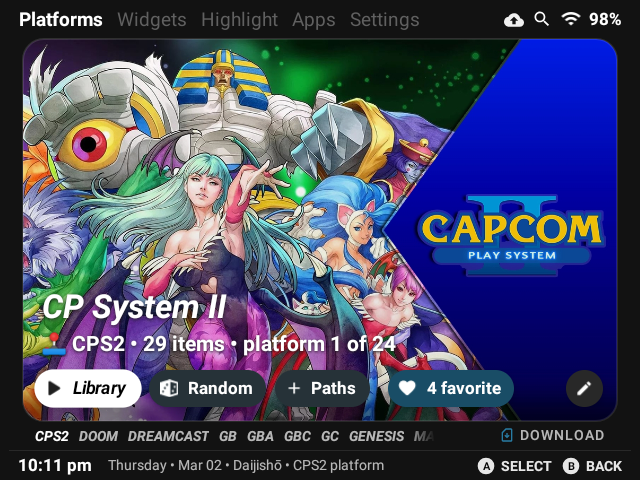 Platforms Widgets Highlight Apps Settings 98%
CAPCOM
II
PLAY SYSTEM
CP System II
CPS2 • 29 items • platform 1 of 24
Library Random Paths 4 favorite
CPS2 DOOM DREAMCAST GB GBA GBC GC GENESIS MA DOWNLOAD
10:11 pm Thursday • Mar 02 • Daijishō • CPS2 platform A SELECT B BACK